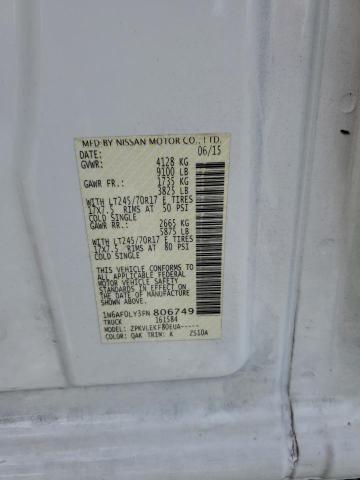 MFD BY NISSAN MOTOR CO., LTD.
DATE: 06/15
GVWR: 4128 KG
9100 LB
GAWR FR.: 1735 KG
3825 LB
WITH LT245/70R17 E TIRES
17X7.5, RIMS AT 50 PSI
COLD SINGLE
GAWR RR.: 2665 KG
5875 LB
WITH LT245/70R17 E TIRES
17X7.5, RIMS AT 80 PSI
COLD SINGLE
THIS VEHICLE CONFORMS TO
ALL APPLICABLE FEDERAL
MOTOR VEHICLE SAFETY
STANDARDS IN EFFECT ON
THE DATE OF MANUFACTURE
SHOWN ABOVE.
1N6AF0LY3FN 806749
TRUCK 161584
MODEL: ZPKVLEKF80EUA-----
COLOR: QAK TRIM: K ZS10A